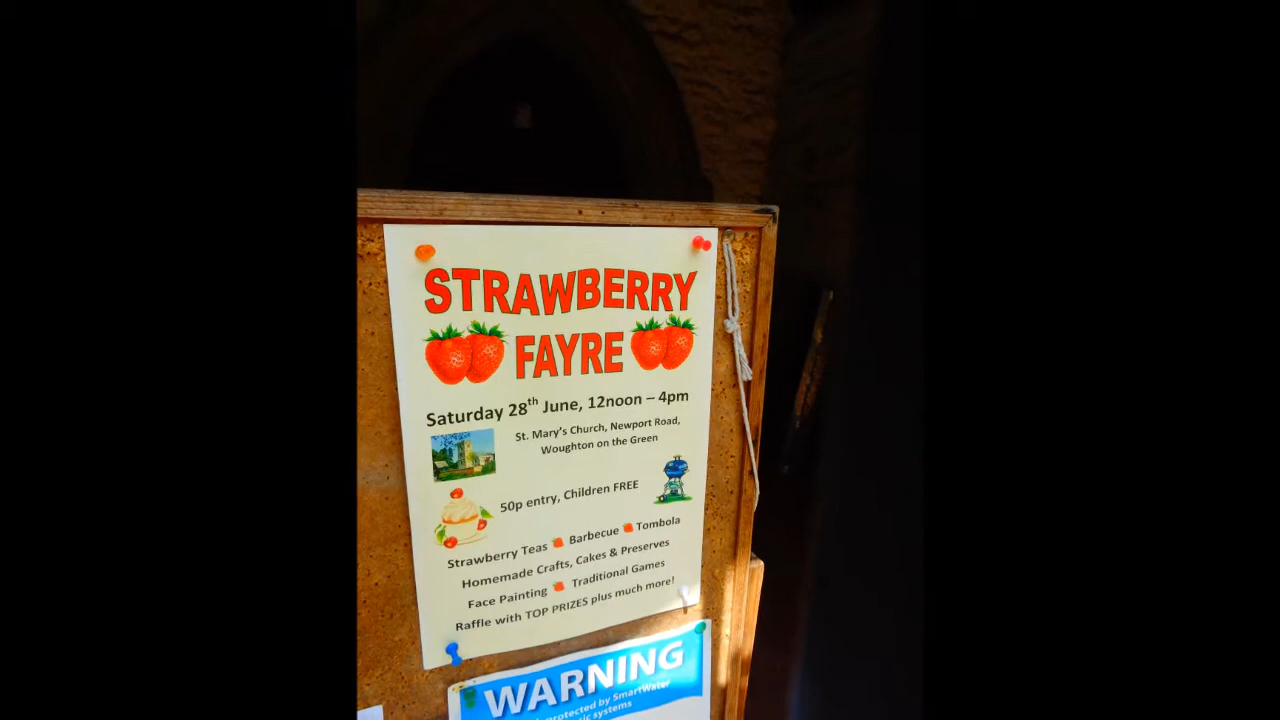 STRAWBERRY
FAYRE
Saturday 28th June, 12noon – 4pm
St. Mary's Church, Newport Road,
Woughton on the Green
50p entry, Children FREE
Strawberry Teas Barbecue Tombola
Homemade Crafts, Cakes & Preserves
Face Painting Traditional Games
Raffle with TOP PRIZES plus much more!
WARNING
protected by SmartWater
systems